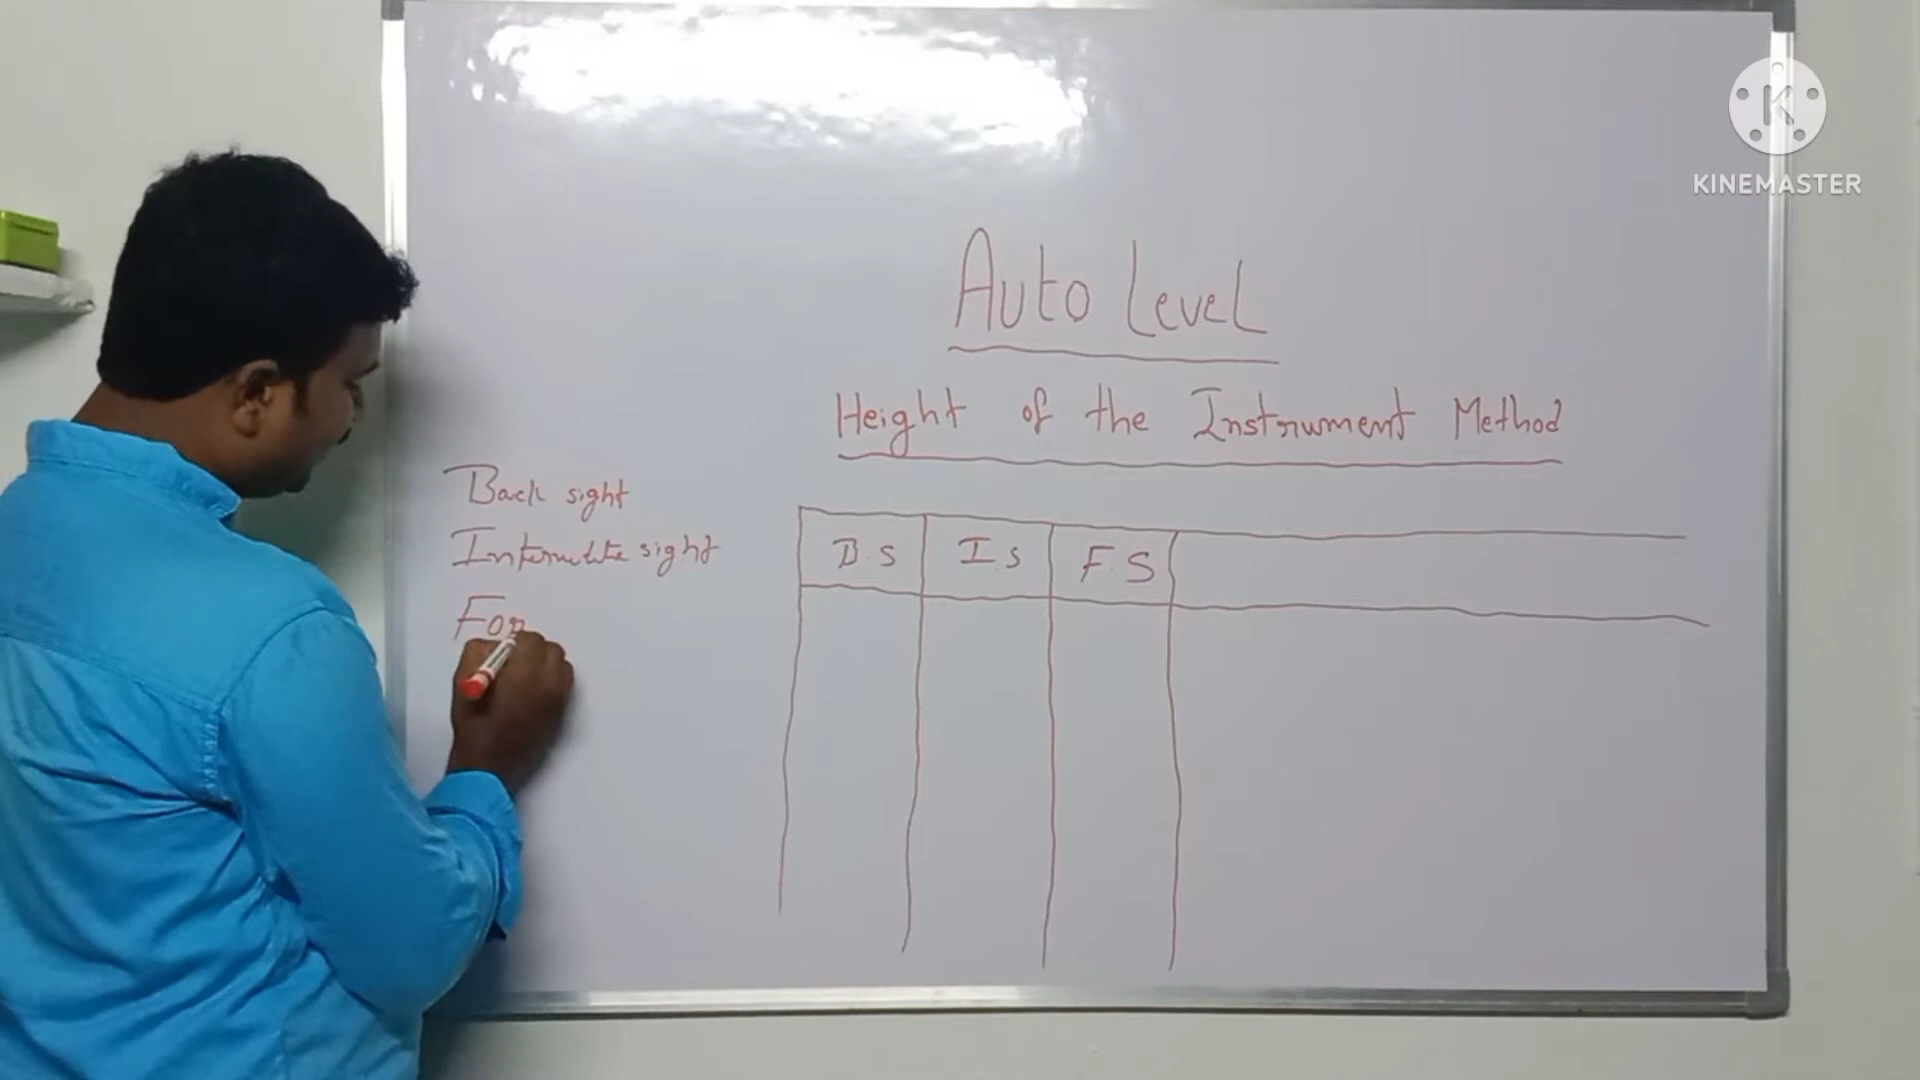 KINEMASTER
Auto Level
Height of the Instrument Method
Back sight
Intermediate sight
For
B.S I.S F.S